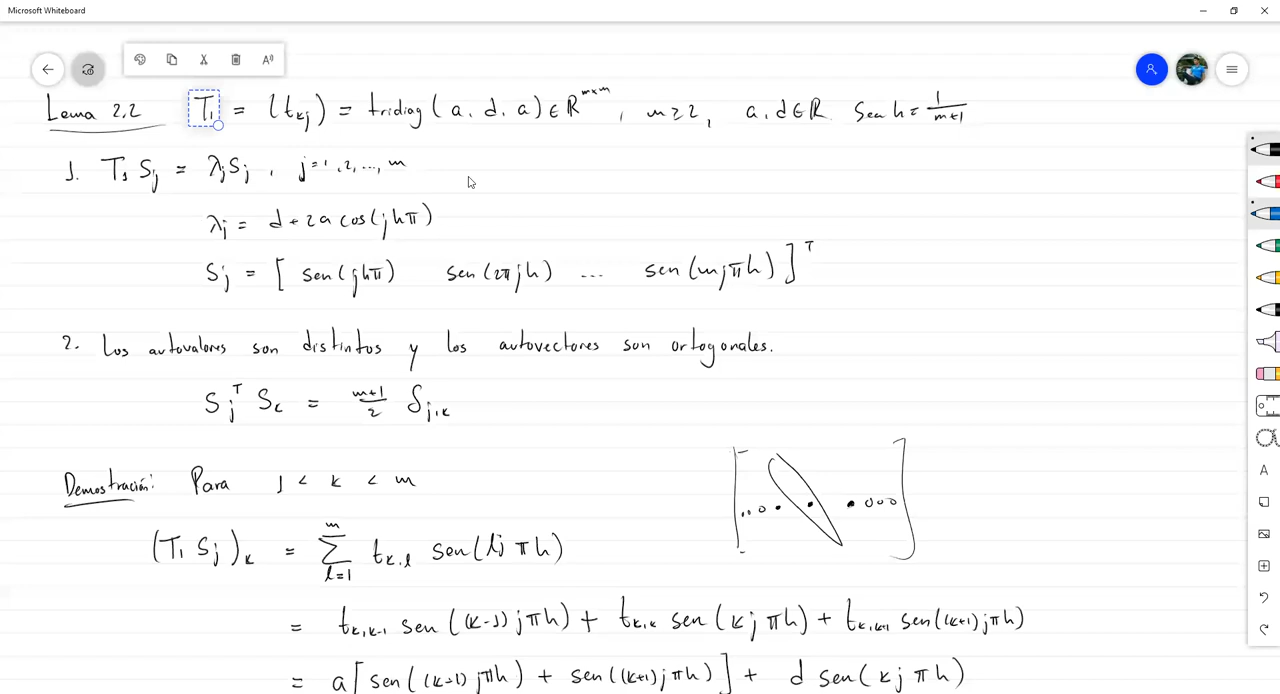 Microsoft Whiteboard
Lema 2.2 T₁ = (t_{kj}) = tridiag(a, d, a) ∈ R^{m×m}, m ≥ 2, a, d ∈ R Sea h = 1/(m+1)
1. T₁ S_j = λ_j S_j, j = 1, 2, ..., m
λ_j = d + 2a cos(jhπ)
S_j = [ sen(jhπ) sen(2πjh) ... sen(mjπh) ]^T
2. Los autovalores son distintos y los autovectores son ortogonales.
S_j^T S_k = (m+1)/2 δ_{j,k}
Demostración: Para 1 < k < m
(T₁ S_j)_k = ∑_{l=1}^{m} t_{k,l} sen(ljπh)
= t_{k,k-1} sen((k-1)jπh) + t_{k,k} sen(kjπh) + t_{k,k+1} sen((k+1)jπh)
= a[sen((k-1)jπh) + sen((k+1)jπh)] + d sen(kjπh)